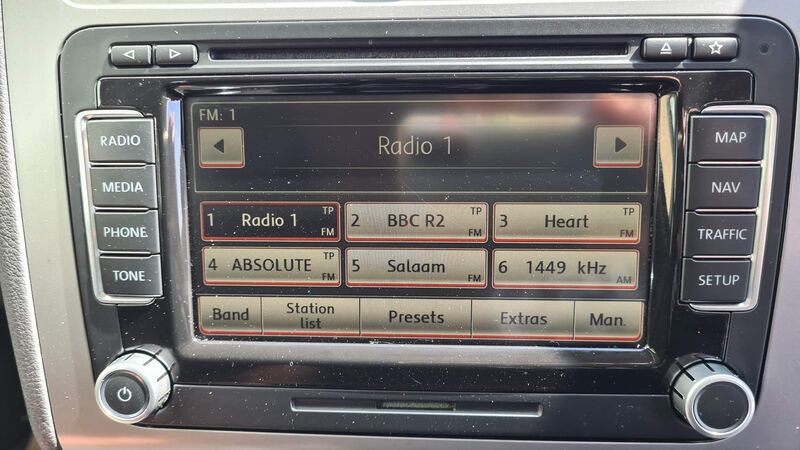 FM: 1
Radio 1
RADIO
MEDIA
PHONE
TONE
MAP
NAV
TRAFFIC
SETUP
1 Radio 1 TP FM
2 BBC R2 TP FM
3 Heart TP FM
4 ABSOLUTE TP FM
5 Salaam FM
6 1449 kHz AM
Band
Station
list
Presets
Extras
Man.